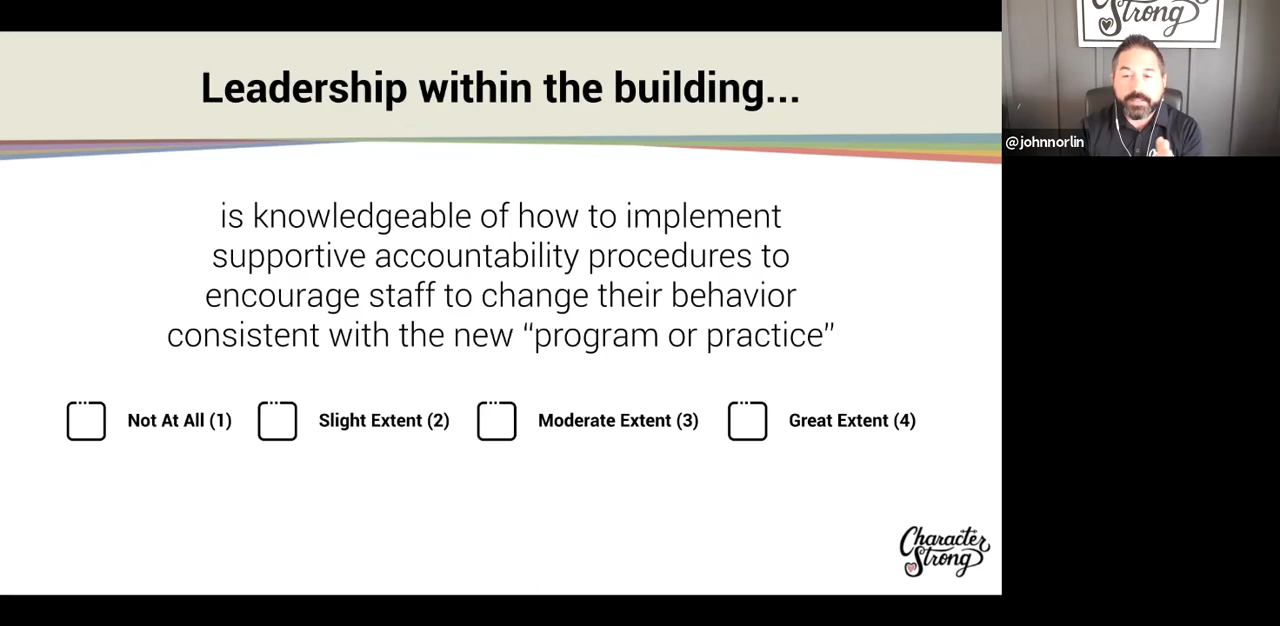 Leadership within the building...
is knowledgeable of how to implement
supportive accountability procedures to
encourage staff to change their behavior
consistent with the new “program or practice”
Not At All (1)
Slight Extent (2)
Moderate Extent (3)
Great Extent (4)
Character
Strong
Strong
@johnnorlin